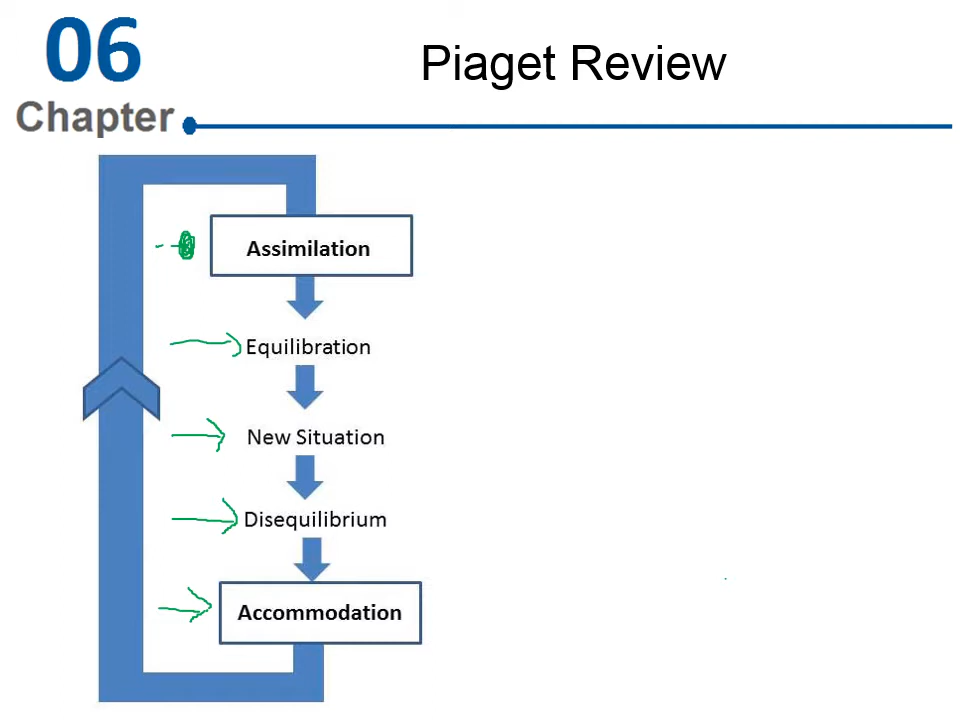 06
Chapter
Piaget Review
Assimilation
Equilibration
New Situation
Disequilibrium
Accommodation